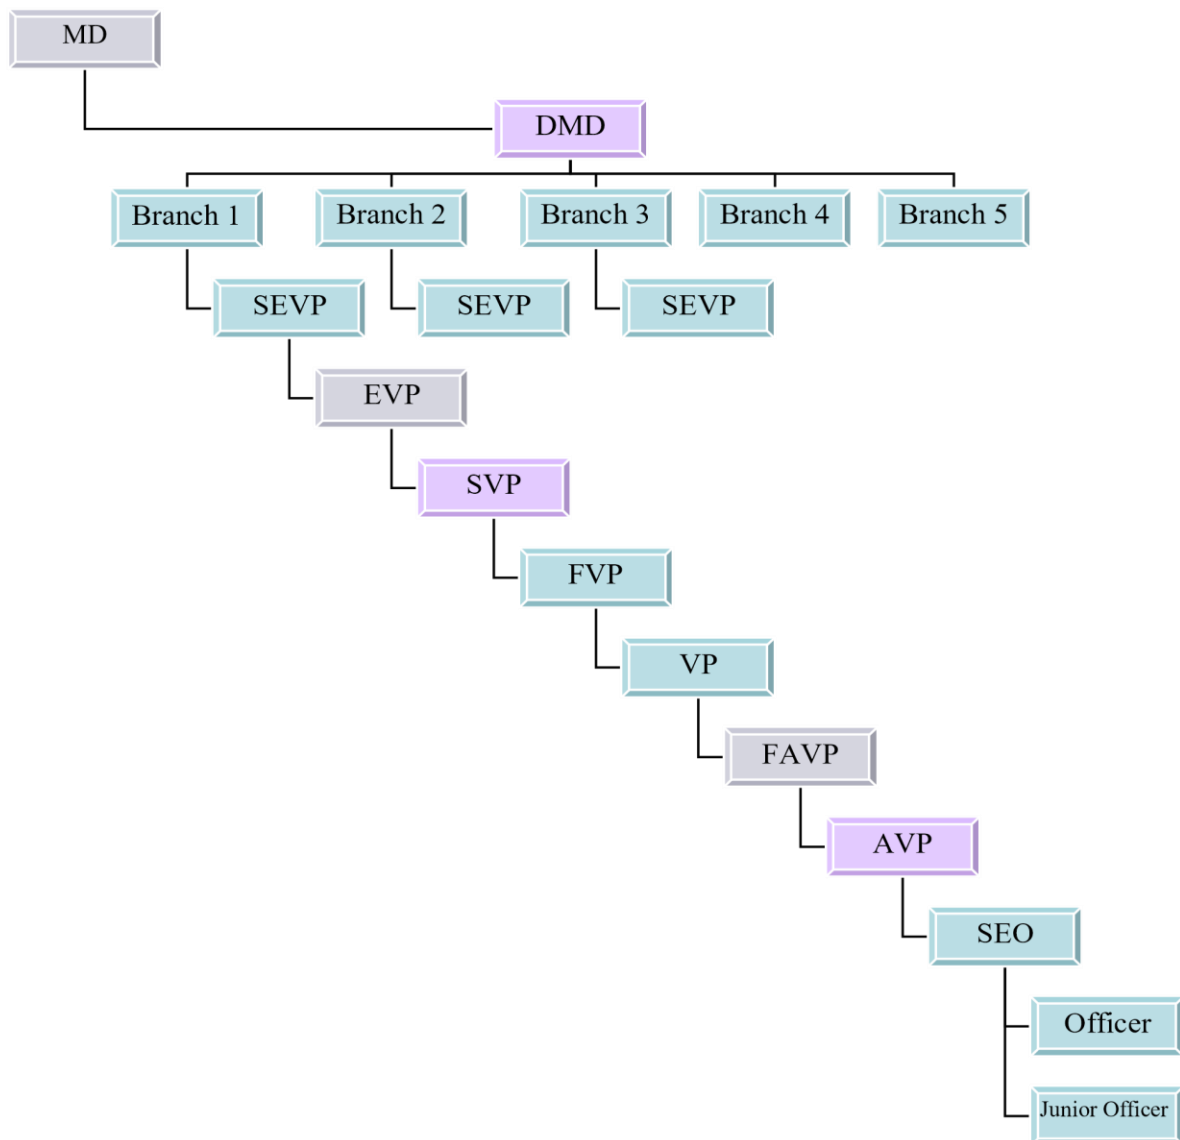 MD
DMD
Branch 1
Branch 2
Branch 3
Branch 4
Branch 5
SEVP
SEVP
SEVP
EVP
SVP
FVP
VP
FAVP
AVP
SEO
Officer
Junior Officer